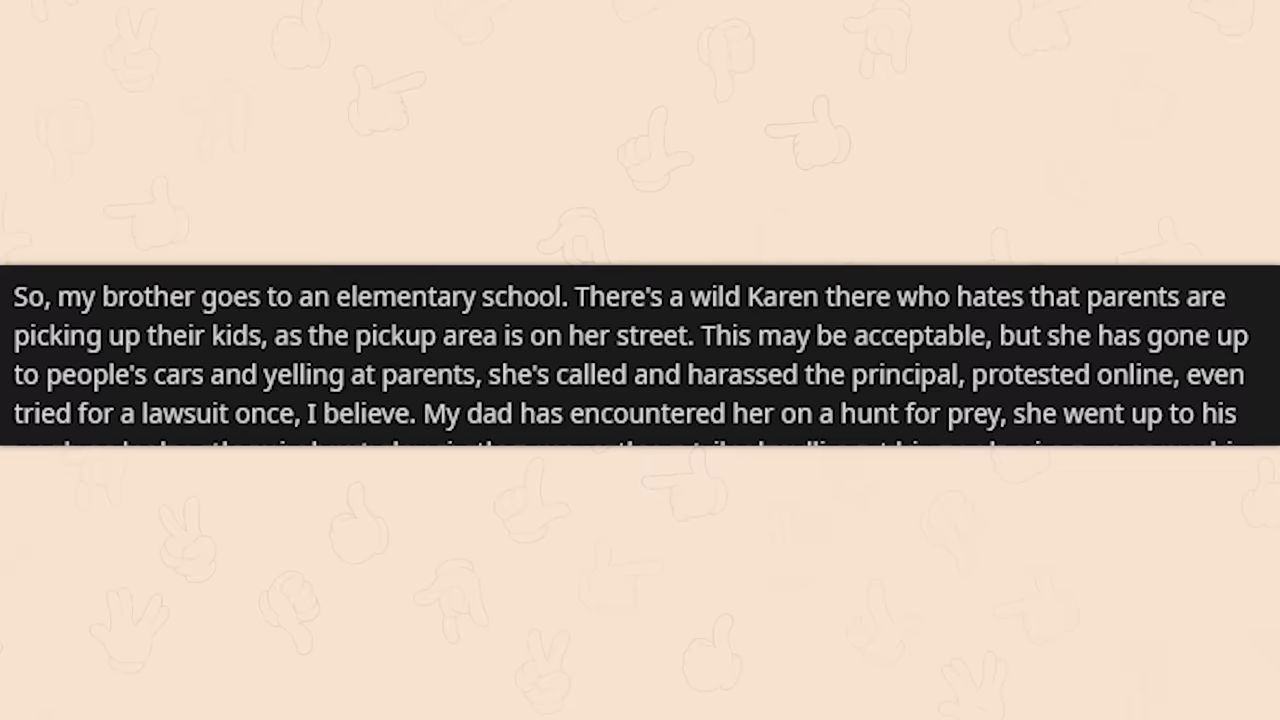 So, my brother goes to an elementary school. There's a wild Karen there who hates that parents are
picking up their kids, as the pickup area is on her street. This may be acceptable, but she has gone up
to people's cars and yelling at parents, she's called and harassed the principal, protested online, even
tried for a lawsuit once, I believe. My dad has encountered her on a hunt for prey, she went up to his